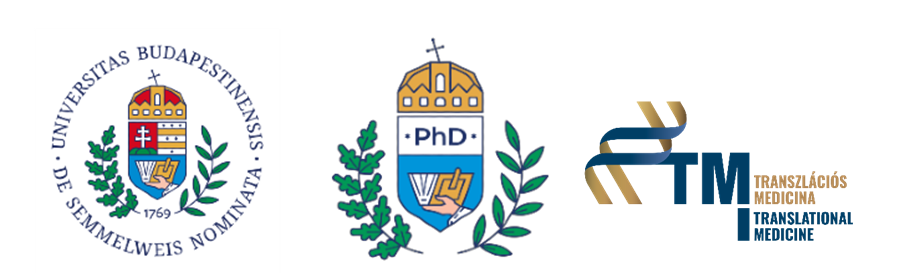 · UNIVERSITAS BUDAPESTINENSIS ·
DE SEMMELWEIS NOMINATA
1769
· PhD ·
TM
TRANSZLÁCIÓS
MEDICINA
TRANSLATIONAL
MEDICINE